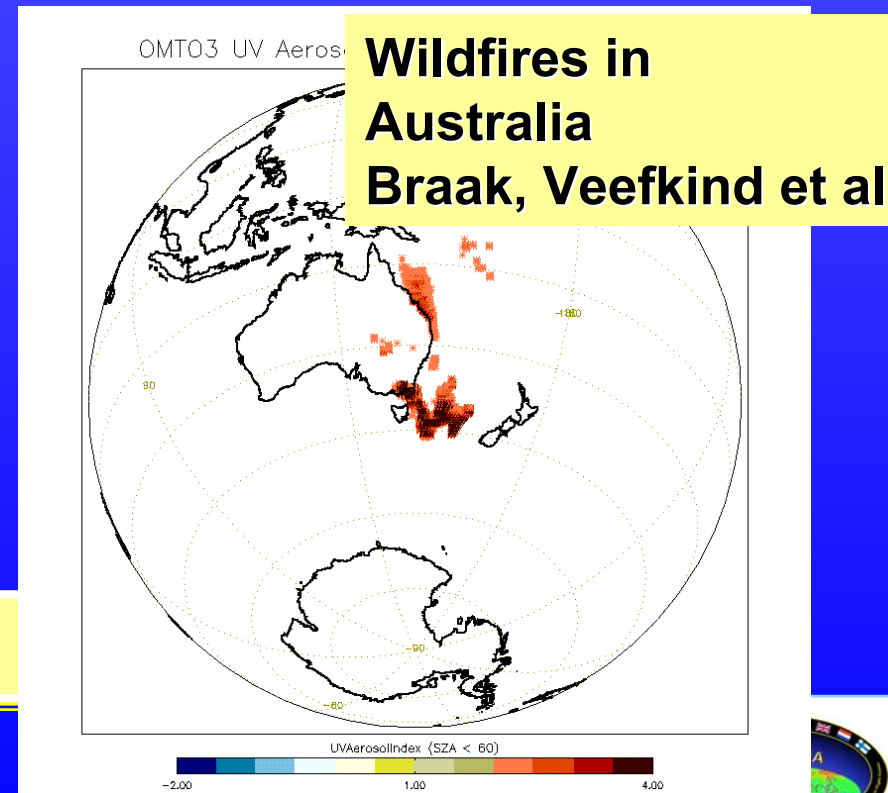 OMTO3 UV Aeros
Wildfires in
Australia
Braak, Veefkind et al
-180
90
-90
-60
UVAerosolIndex (SZA < 60)
-2.00 1.00 4.00
A